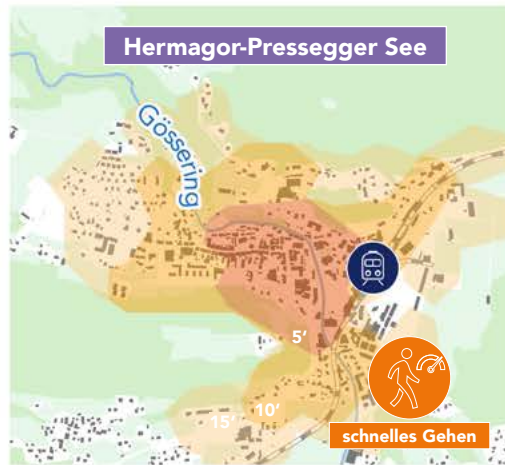 Hermagor-Pressegger See
Gössering
5'
10'
15'
schnelles Gehen